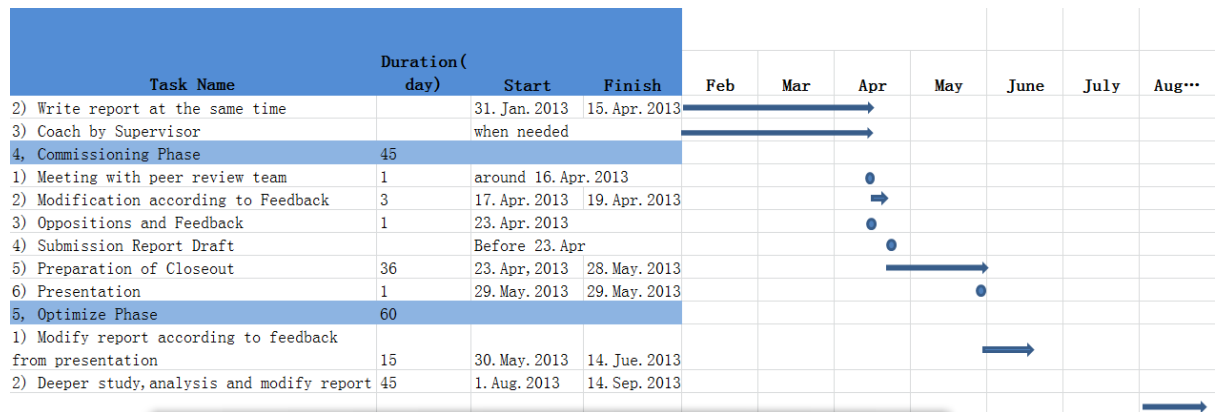 Task Name Duration( day) Start Finish Feb Mar Apr May June July Aug…
2) Write report at the same time 31. Jan. 2013 15. Apr. 2013
3) Coach by Supervisor when needed
4, Commissioning Phase 45
1) Meeting with peer review team 1 around 16. Apr. 2013
2) Modification according to Feedback 3 17. Apr. 2013 19. Apr. 2013
3) Oppositions and Feedback 1 23. Apr. 2013
4) Submission Report Draft Before 23. Apr
5) Preparation of Closeout 36 23. Apr, 2013 28. May. 2013
6) Presentation 1 29. May. 2013 29. May. 2013
5, Optimize Phase 60
1) Modify report according to feedback
from presentation 15 30. May. 2013 14. Jue. 2013
2) Deeper study, analysis and modify report 45 1. Aug. 2013 14. Sep. 2013